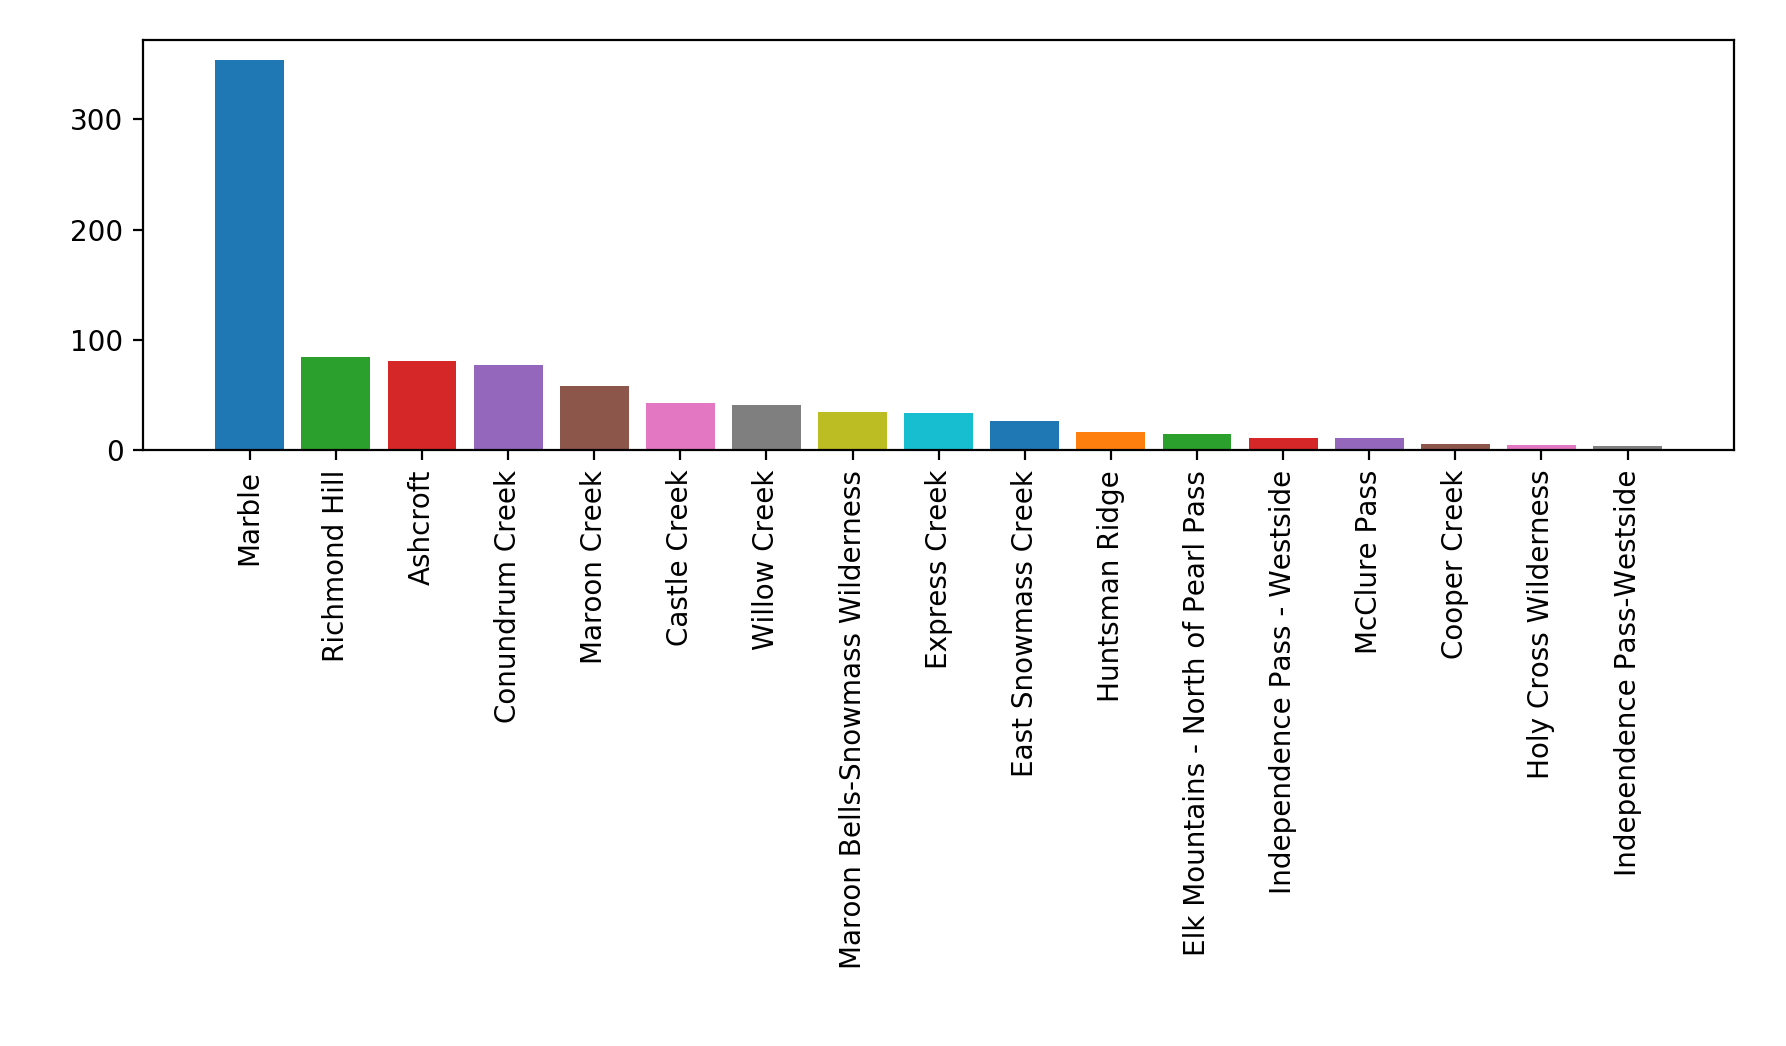 300
200
100
0
Marble
Richmond Hill
Ashcroft
Conundrum Creek
Maroon Creek
Castle Creek
Willow Creek
Maroon Bells-Snowmass Wilderness
Express Creek
East Snowmass Creek
Huntsman Ridge
Elk Mountains - North of Pearl Pass
Independence Pass - Westside
McClure Pass
Cooper Creek
Holy Cross Wilderness
Independence Pass-Westside